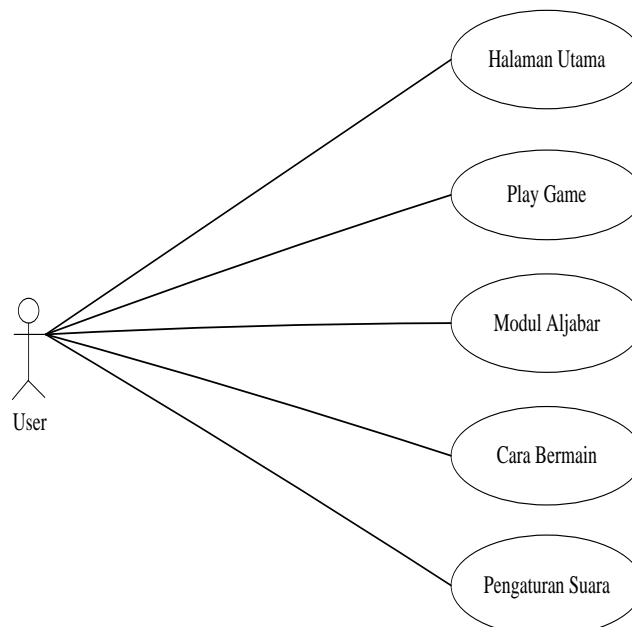 Halaman Utama
Play Game
Modul Aljabar
User
Cara Bermain
Pengaturan Suara